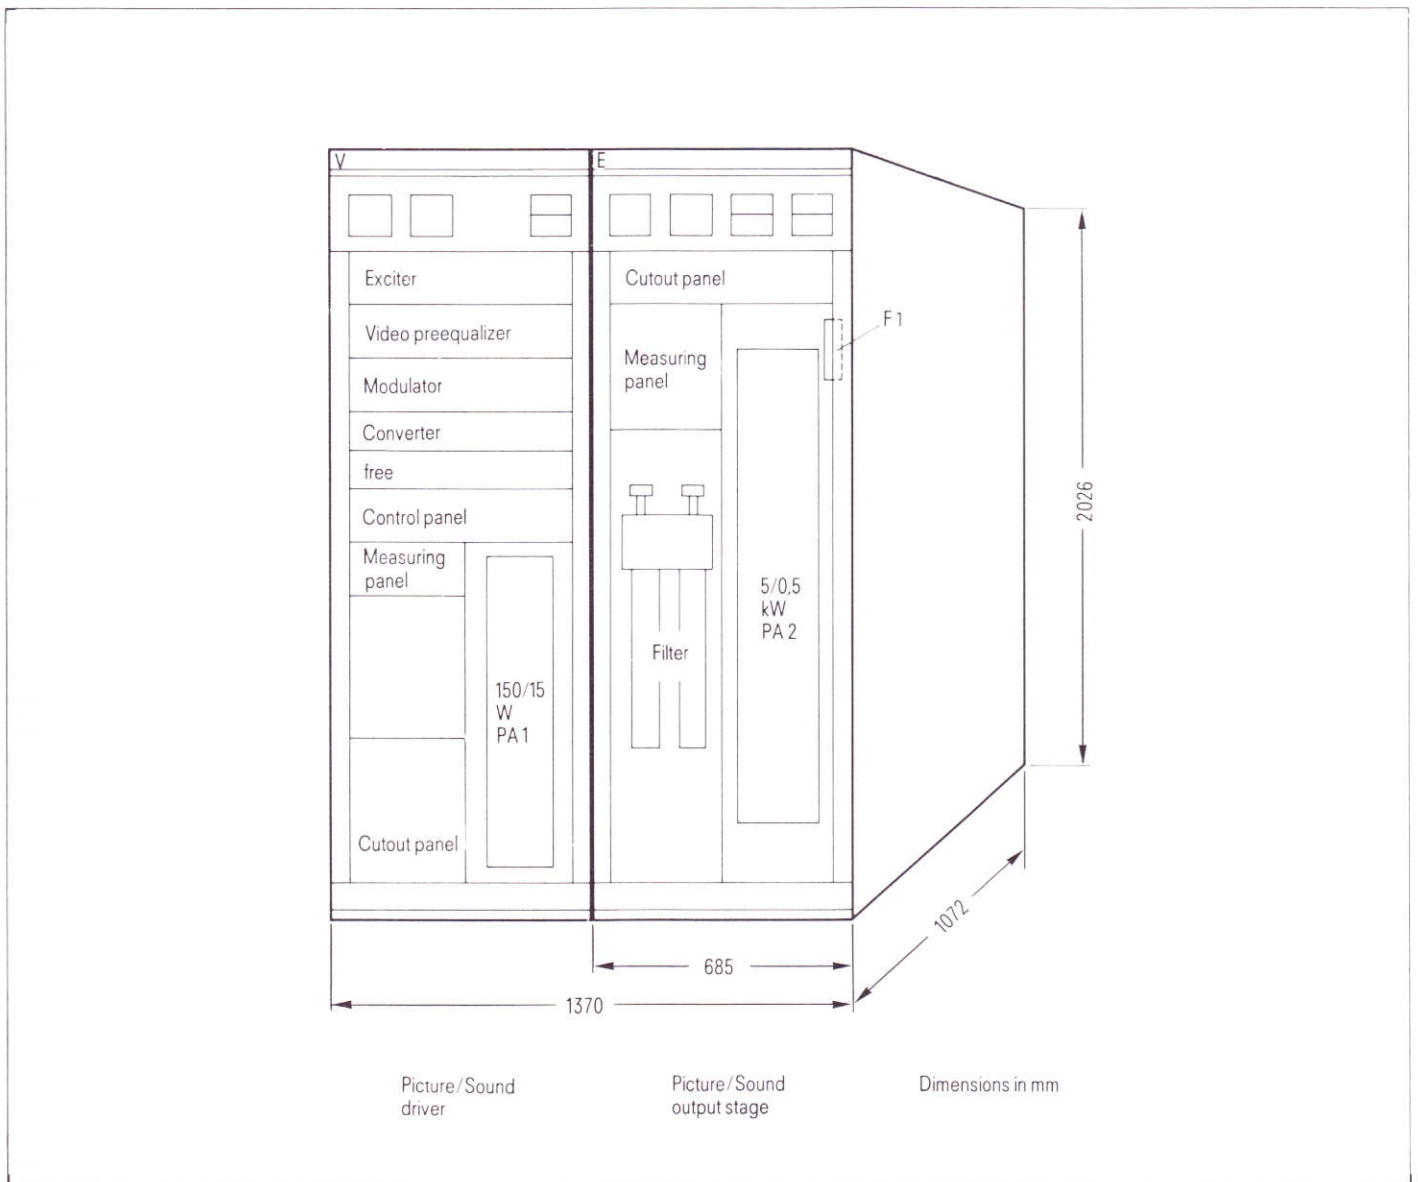 V
E
Exciter
Video preequalizer
Modulator
Converter
free
Control panel
Measuring
panel
150/15
W
PA 1
Cutout panel
Cutout panel
Measuring
panel
F 1
5/0,5
kW
PA 2
Filter
2026
1072
685
1370
Picture/Sound
driver
Picture/Sound
output stage
Dimensions in mm